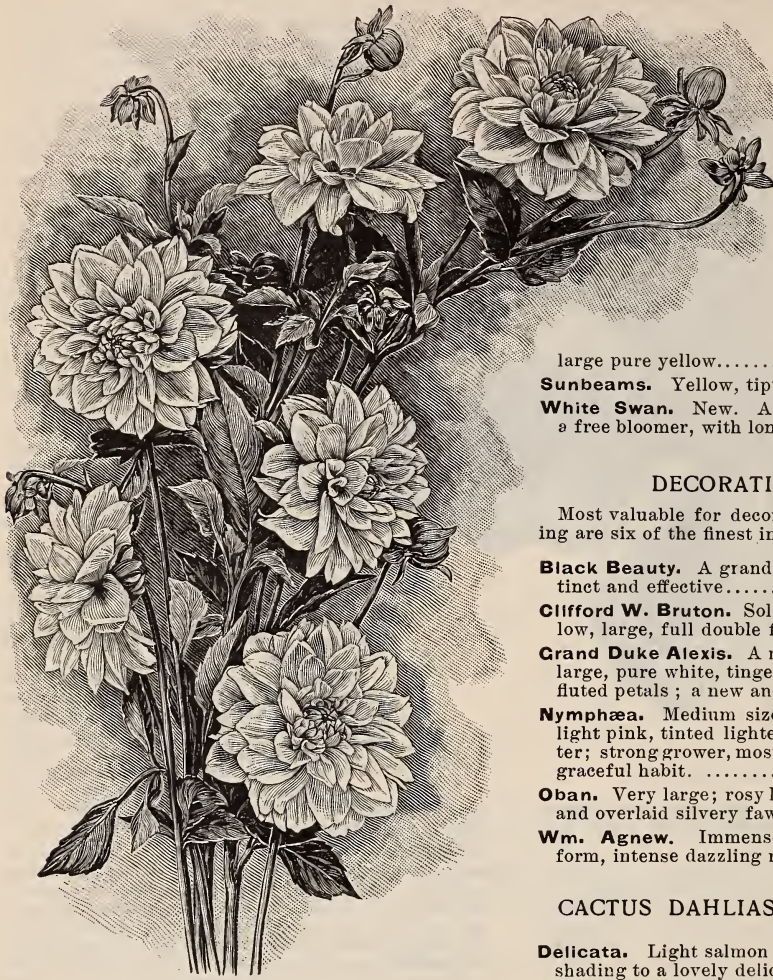 large pure yellow......
Sunbeams. Yellow, tip
White Swan. New. A
a free bloomer, with lon
DECORATI
Most valuable for deco
ing are six of the finest in
Black Beauty. A grand
tinct and effective.....
Clifford W. Bruton. Sol
low, large, full double f
Grand Duke Alexis. A
large, pure white, tinge
fluted petals ; a new an
Nymphæa. Medium size
light pink, tinted lighte
ter; strong grower, mos
graceful habit. ........
Oban. Very large; rosy
and overlaid silvery faw
Wm. Agnew. Immens
form, intense dazzling
CACTUS DAHLIAS
Delicata. Light salmon
shading to a lovely delic